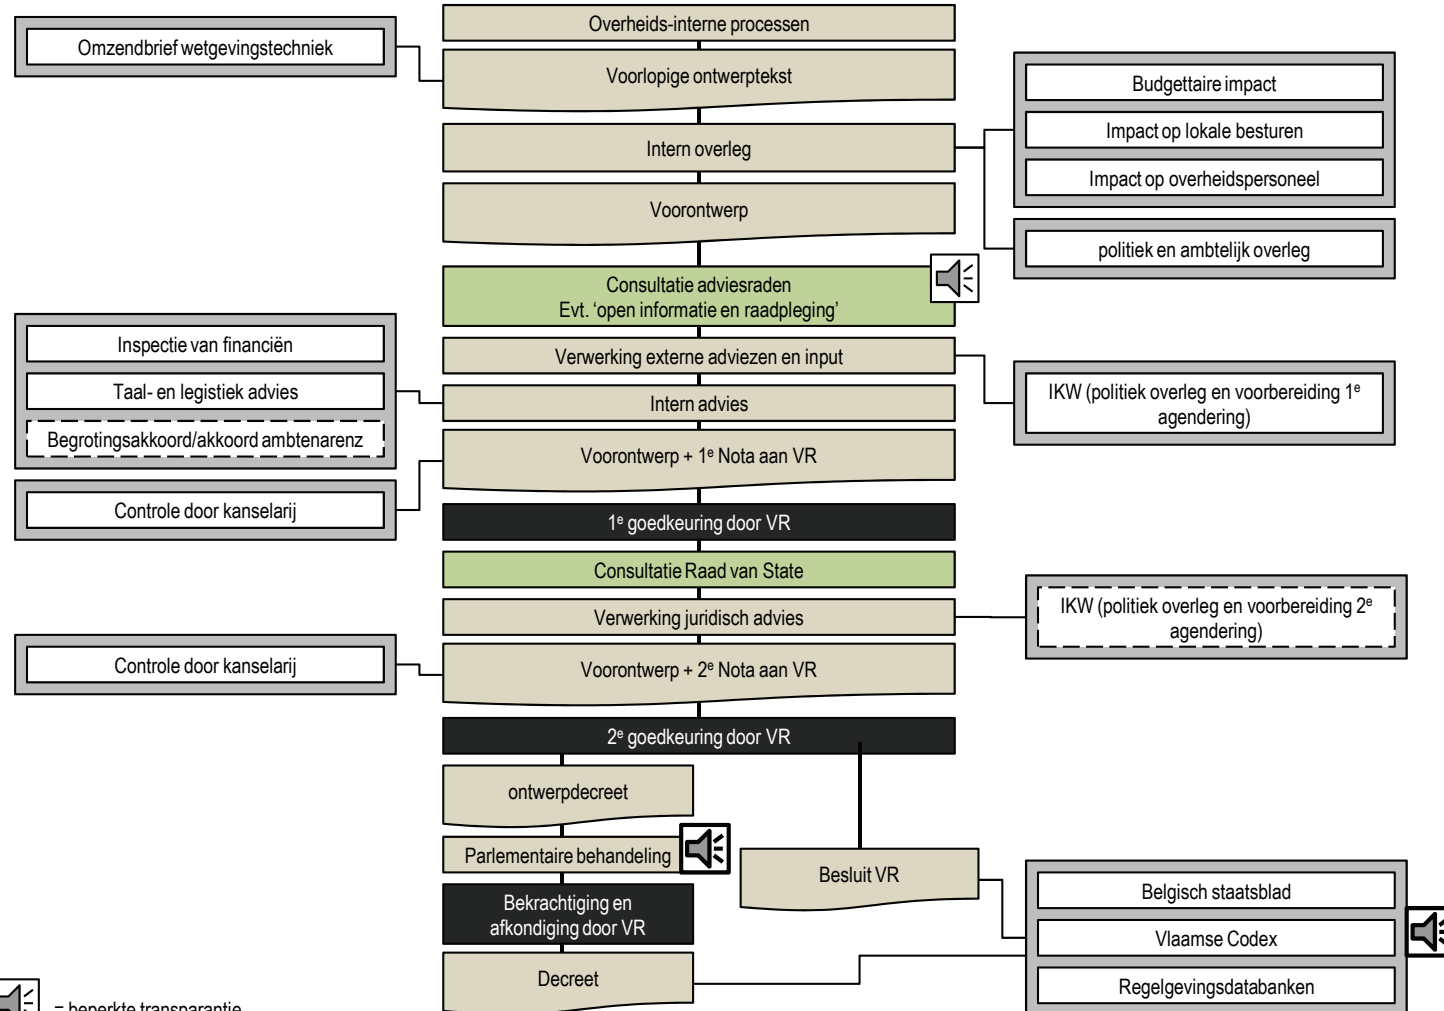 Overheids-interne processen
Omzendbrief wetgevingstechniek
Voorlopige ontwerptekst
Budgettaire impact
Impact op lokale besturen
Intern overleg
Impact op overheidspersoneel
Voorontwerp
politiek en ambtelijk overleg
Consultatie adviesraden
Evt. ‘open informatie en raadpleging’
Inspectie van financiën
Verwerking externe adviezen en input
Taal- en legistiek advies
Intern advies
IKW (politiek overleg en voorbereiding 1e
agendering)
Begrotingsakkoord/akkoord ambtenarenz
Voorontwerp + 1e Nota aan VR
Controle door kanselarij
1e goedkeuring door VR
Consultatie Raad van State
Verwerking juridisch advies
IKW (politiek overleg en voorbereiding 2e
agendering)
Controle door kanselarij
Voorontwerp + 2e Nota aan VR
2e goedkeuring door VR
ontwerpdecreet
Parlementaire behandeling
Besluit VR
Bekrachtiging en
afkondiging door VR
Belgisch staatsblad
Vlaamse Codex
Decreet
Regelgevingsdatabanken
= beperkte transparantie